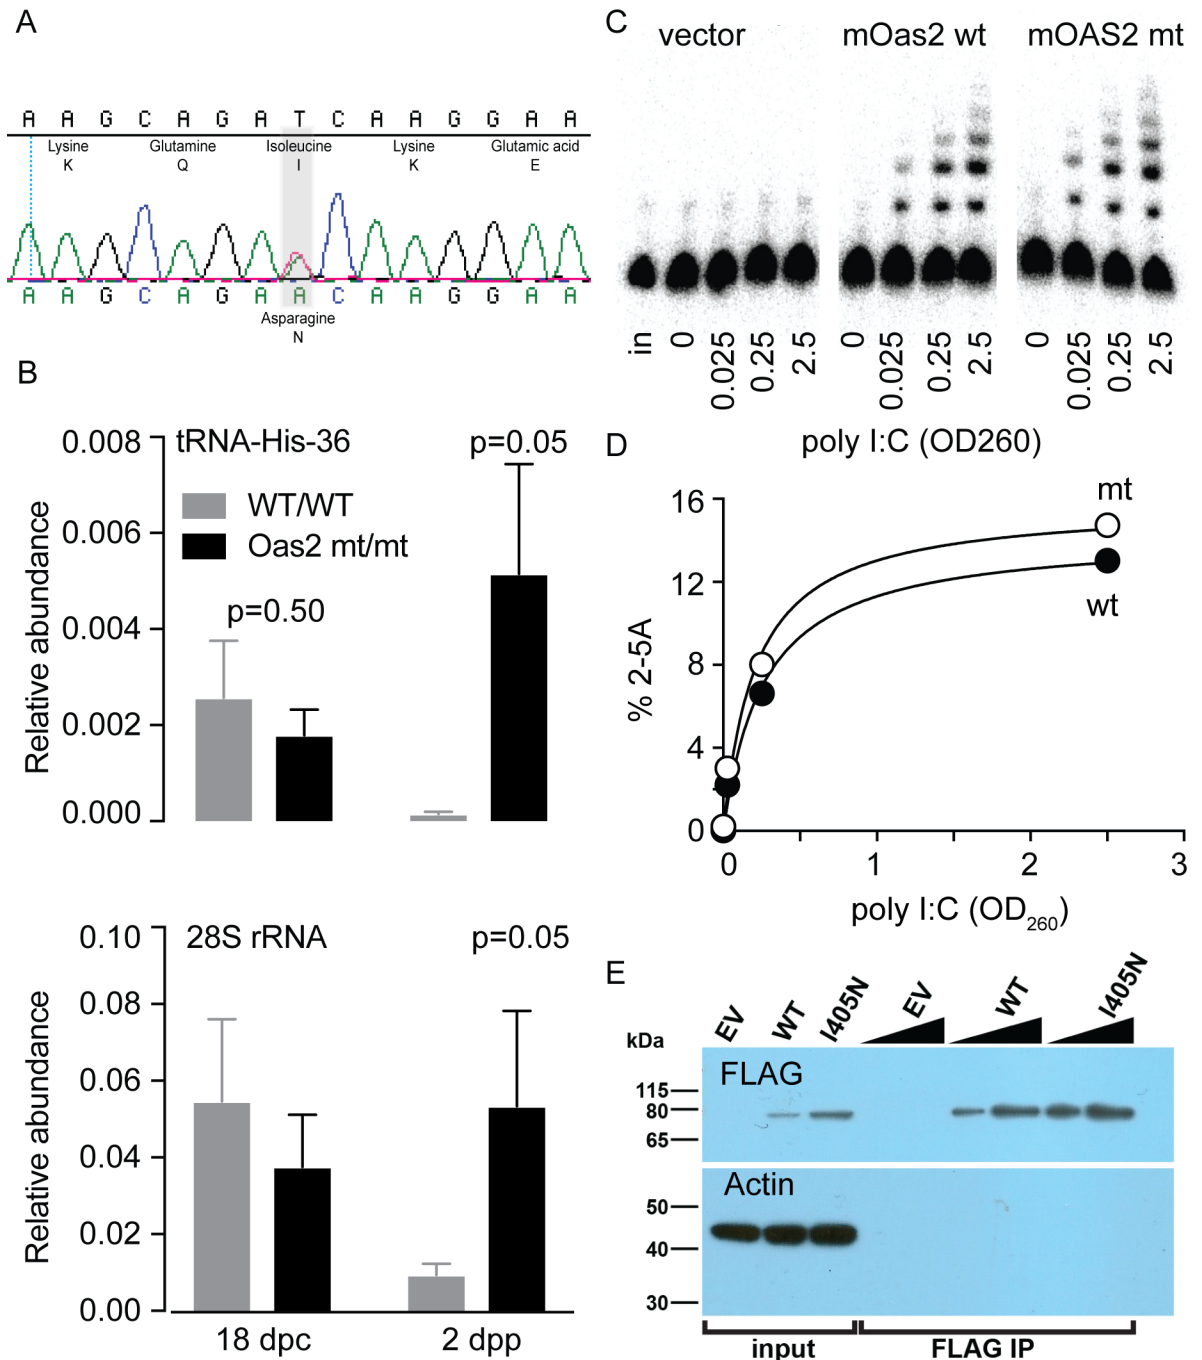 A
A A G C A G A T C A A G G A A
Lysine Glutamine Isoleucine Lysine Glutamic acid
K Q I K E
A A G C A G A A C A A G G A A
Asparagine
N
B
0.008
0.006
0.004
0.002
0.000
Relative abundance
tRNA-His-36
WT/WT
Oas2 mt/mt
p=0.50
p=0.05
0.10
0.08
0.06
0.04
0.02
0.00
Relative abundance
28S rRNA
p=0.05
18 dpc 2 dpp
C
vector mOas2 wt mOAS2 mt
in 0 0.025 0.25 2.5 0 0.025 0.25 2.5 0 0.025 0.25 2.5
poly I:C (OD260)
D
16
12
8
4
0
% 2-5A
mt
wt
0 1 2 3
poly I:C (OD260)
E
EV WT I405N EV WT I405N
kDa
FLAG
115
80
65
Actin
50
40
30
input FLAG IP